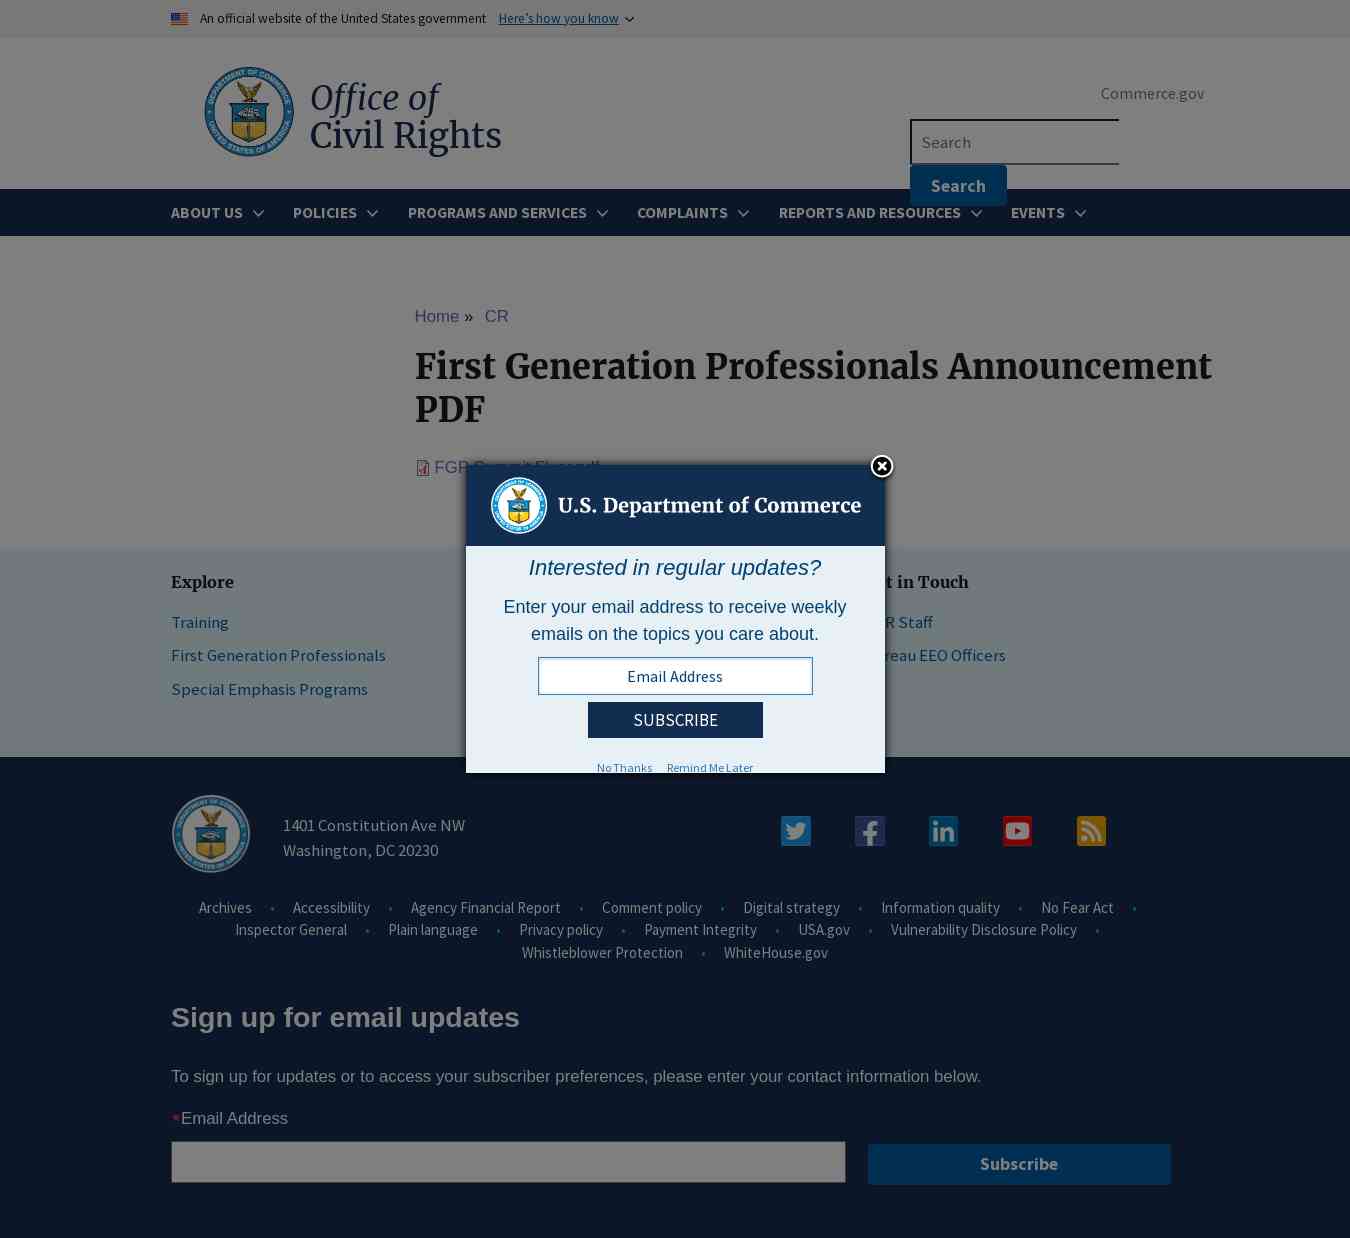 An official website of the United States government Here's how you know
Office of
Civil Rights
Commerce.gov
Search
Search
ABOUT US POLICIES PROGRAMS AND SERVICES COMPLAINTS REPORTS AND RESOURCES EVENTS
Home » CR
First Generation Professionals Announcement
PDF
U.S. Department of Commerce
Interested in regular updates?
Enter your email address to receive weekly
emails on the topics you care about.
Email Address
SUBSCRIBE
No Thanks Remind Me Later
Explore
Training
First Generation Professionals
Special Emphasis Programs
in Touch
Staff
EEO Officers
1401 Constitution Ave NW
Washington, DC 20230
Archives • Accessibility • Agency Financial Report • Comment policy • Digital strategy • Information quality • No Fear Act •
Inspector General • Plain language • Privacy policy • Payment Integrity • USA.gov • Vulnerability Disclosure Policy •
Whistleblower Protection • WhiteHouse.gov
Sign up for email updates
To sign up for updates or to access your subscriber preferences, please enter your contact information below.
*Email Address
Subscribe